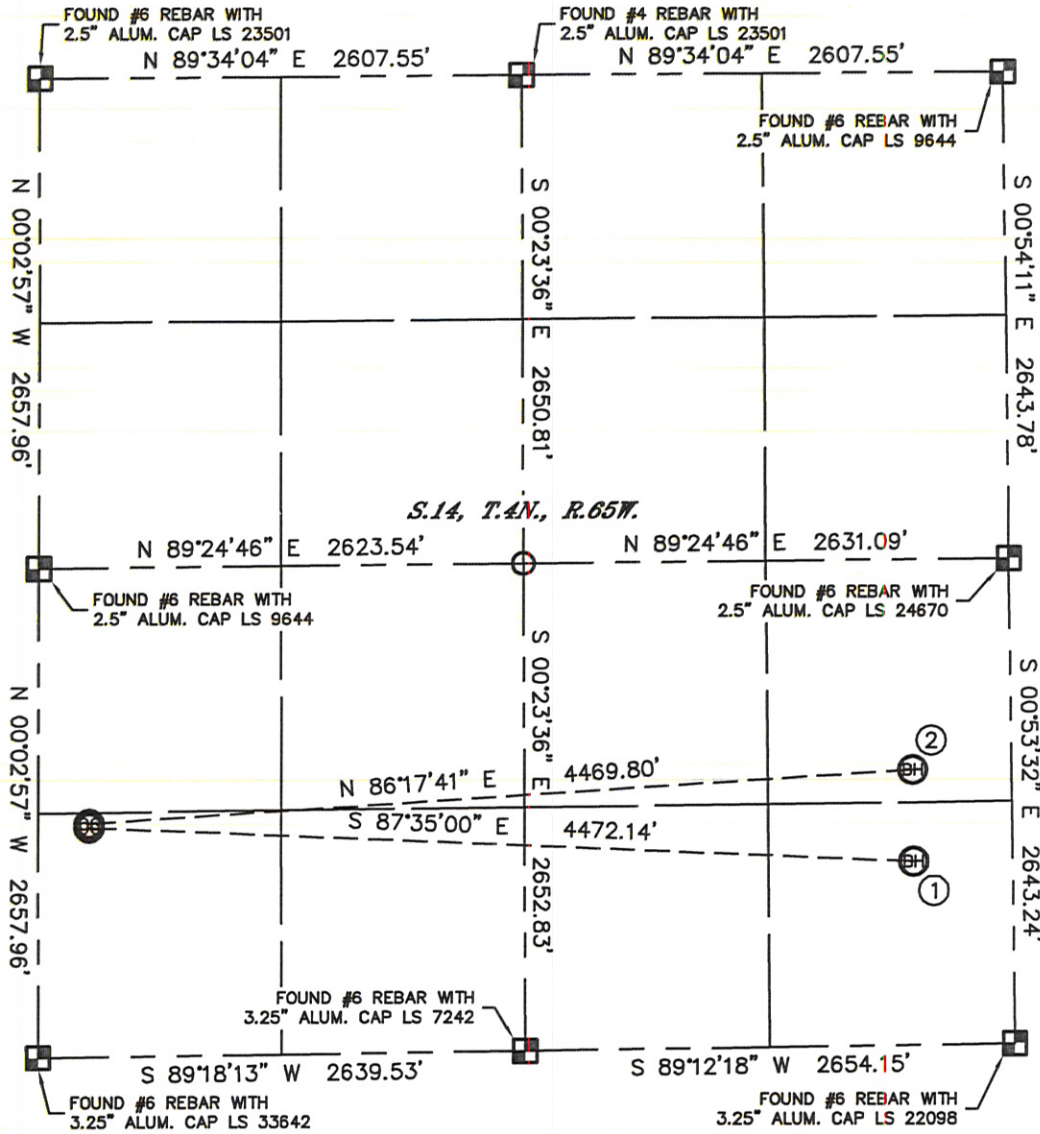 FOUND #6 REBAR WITH
2.5" ALUM. CAP LS 23501
FOUND #4 REBAR WITH
2.5" ALUM. CAP LS 23501
N 89°34'04" E 2607.55'
N 89°34'04" E 2607.55'
FOUND #6 REBAR WITH
2.5" ALUM. CAP LS 9644
N 00°02'57" W 2657.96'
S 00°23'36" E 2650.81'
S 00°54'11" E 2643.78'
S.14, T.4N., R.65W.
N 89°24'46" E 2623.54'
N 89°24'46" E 2631.09'
FOUND #6 REBAR WITH
2.5" ALUM. CAP LS 9644
FOUND #6 REBAR WITH
2.5" ALUM. CAP LS 24670
N 00°02'57" W 2657.96'
S 00°23'36" E 2652.83'
S 00°53'32" E 2643.24'
2
BH
N 86°17'41" E 4469.80'
S 87°35'00" E 4472.14'
BH
1
FOUND #6 REBAR WITH
3.25" ALUM. CAP LS 7242
S 89°18'13" W 2639.53'
S 89°12'18" W 2654.15'
FOUND #6 REBAR WITH
3.25" ALUM. CAP LS 33642
FOUND #6 REBAR WITH
3.25" ALUM. CAP LS 22098